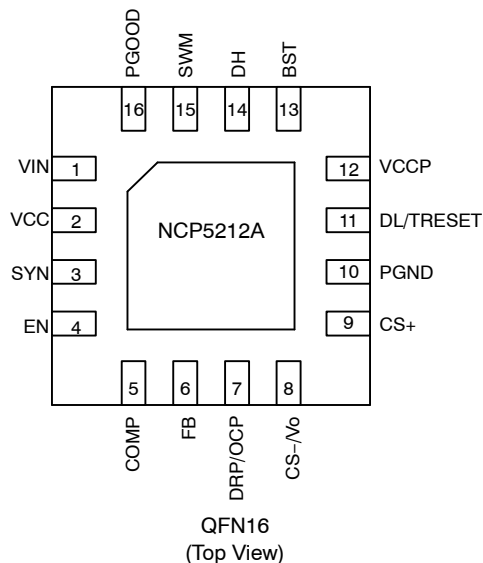 PGOOD
SWM
DH
BST
16
15
14
13
VIN 1
12 VCCP
VCC 2
NCP5212A
11 DL/TRESET
SYN 3
10 PGND
EN 4
9 CS+
5
6
7
8
COMP
FB
DRP/OCP
CS−/Vo
QFN16
(Top View)